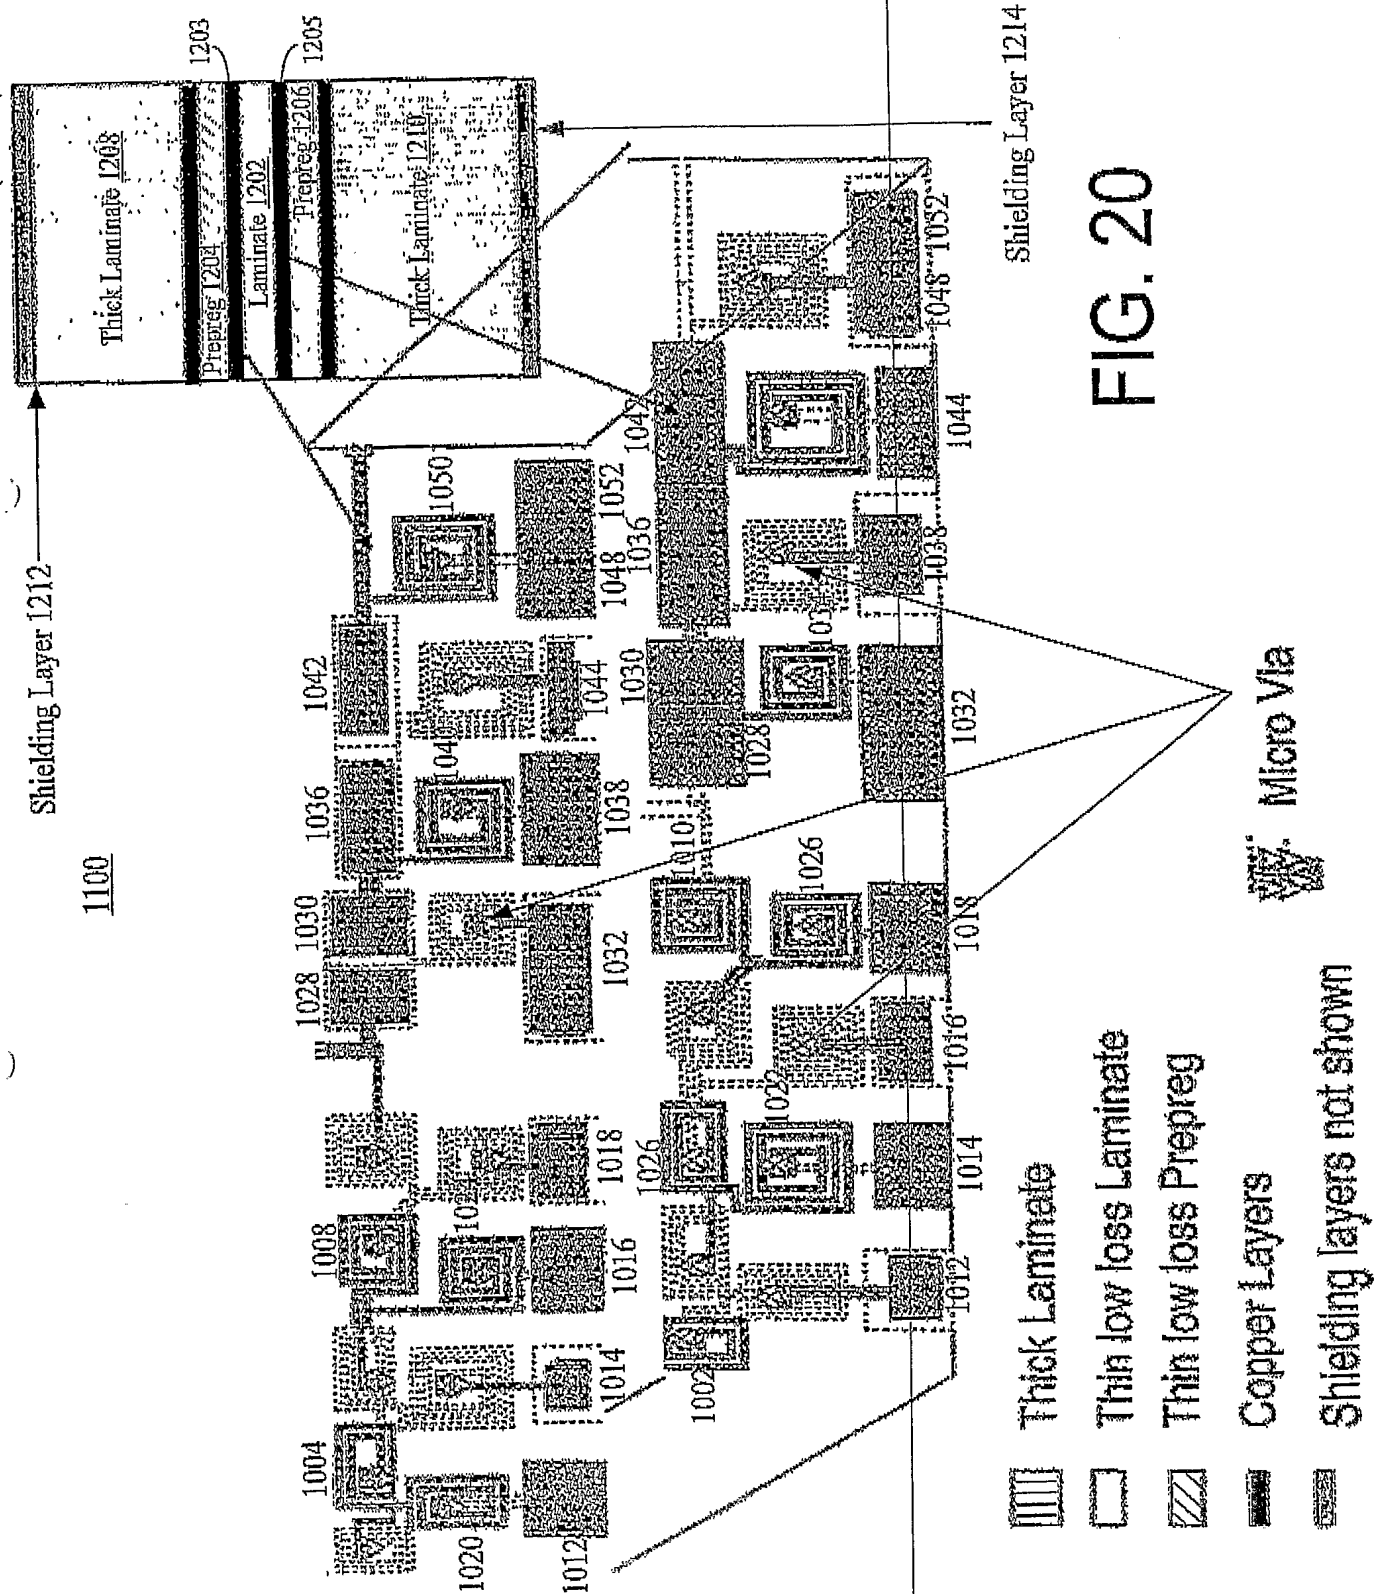 1100
Shielding Layer 1212
Thick Laminate 1208
Prepreg 1204
Laminate 1202
Prepreg 1206
Thick Laminate 1210
1203
1205
Shielding Layer 1214
1004
1008
1028
1030
1036
1042
1020
1050
1012
1014
1016
1018
1032
1038
1044
1048
1052
1002
1026
1010
1028
1030
1036
1042
1022
1026
1012
1014
1016
1018
1032
1038
1044
1048
1052
Thick Laminate
Thin low loss Laminate
Thin low loss Prepreg
Copper Layers
Shielding layers not shown
Micro Via
FIG. 20